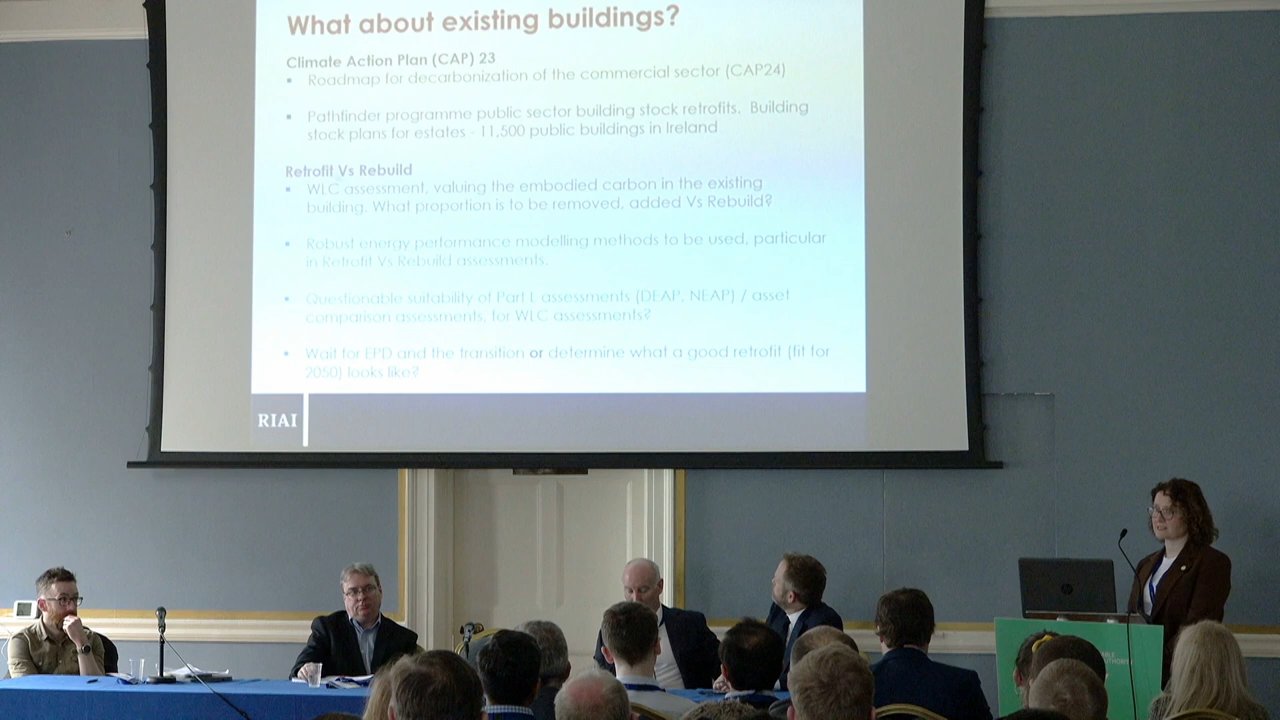 What about existing buildings?
Climate Action Plan (CAP) 23
▪ Roadmap for decarbonization of the commercial sector (CAP24)
▪ Pathfinder programme public sector building stock retrofits. Building
stock plans for estates - 11,500 public buildings in Ireland
Retrofit Vs Rebuild
▪ WLC assessment, valuing the embodied carbon in the existing
building. What proportion is to be removed, added Vs Rebuild?
▪ Robust energy performance modelling methods to be used, particular
in Retrofit Vs Rebuild assessments.
▪ Questionable suitability of Part L assessments (DEAP, NEAP) / asset
comparison assessments, for WLC assessments?
▪ Wait for EPD and the transition or determine what a good retrofit (fit for
2050) looks like?
RIAI